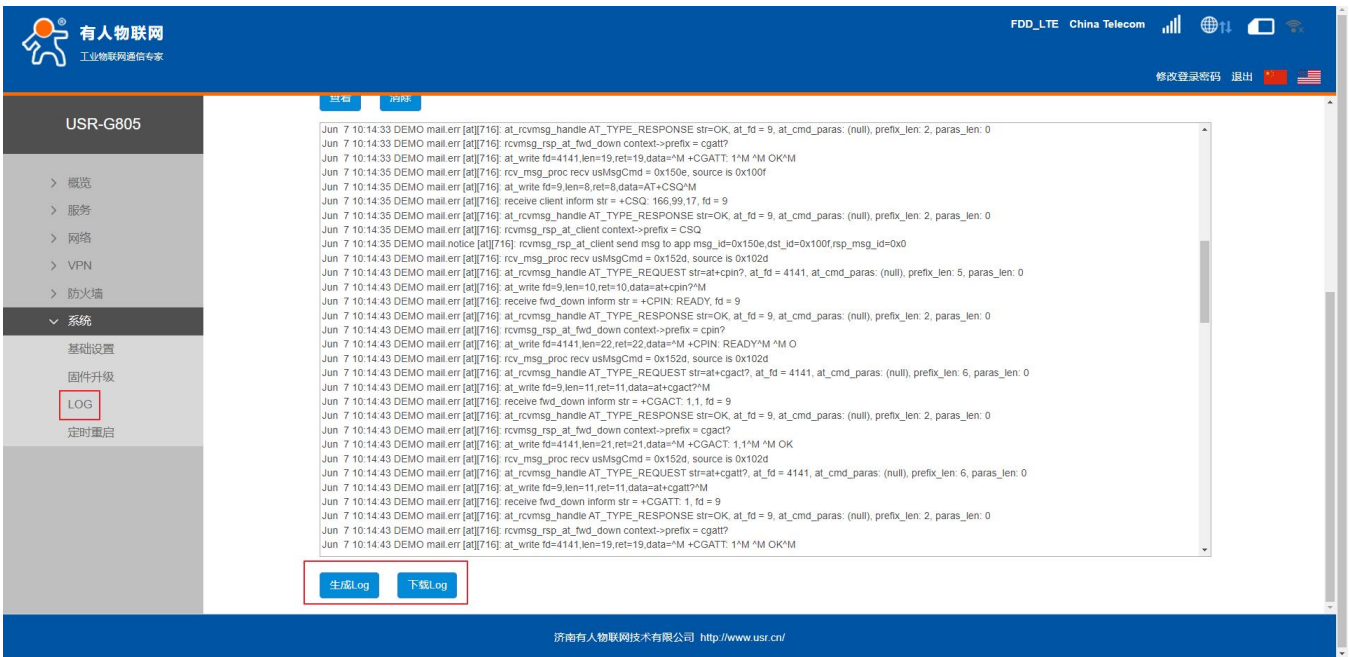 有人物联网
工业物联网通信专家
FDD_LTE China Telecom
修改登录密码 退出
USR-G805
概览
服务
网络
VPN
防火墙
系统
基础设置
固件升级
LOG
定时重启
查看 清除
Jun 7 10:14:33 DEMO mail.err [at][716]: at_rcvmsg_handle AT_TYPE_RESPONSE str=OK, at_fd = 9, at_cmd_paras: (null), prefix_len: 2, paras_len: 0
Jun 7 10:14:33 DEMO mail.err [at][716]: rcvmsg_rsp_at_fwd_down context->prefix = cgatt?
Jun 7 10:14:33 DEMO mail.err [at][716]: at_write fd=4141,len=19,ret=19,data=^M +CGATT: 1^M ^M OK^M
Jun 7 10:14:35 DEMO mail.err [at][716]: rcv_msg_proc recv usMsgCmd = 0x150e, source is 0x100f
Jun 7 10:14:35 DEMO mail.err [at][716]: at_write fd=9,len=8,ret=8,data=AT+CSQ^M
Jun 7 10:14:35 DEMO mail.err [at][716]: receive client inform str = +CSQ: 166,99,17, fd = 9
Jun 7 10:14:35 DEMO mail.err [at][716]: at_rcvmsg_handle AT_TYPE_RESPONSE str=OK, at_fd = 9, at_cmd_paras: (null), prefix_len: 2, paras_len: 0
Jun 7 10:14:35 DEMO mail.err [at][716]: rcvmsg_rsp_at_client context->prefix = CSQ
Jun 7 10:14:35 DEMO mail.notice [at][716]: rcvmsg_rsp_at_client send msg to app msg_id=0x150e,dst_id=0x100f,rsp_msg_id=0x0
Jun 7 10:14:43 DEMO mail.err [at][716]: rcv_msg_proc recv usMsgCmd = 0x152d, source is 0x102d
Jun 7 10:14:43 DEMO mail.err [at][716]: at_rcvmsg_handle AT_TYPE_REQUEST str=at+cpin?, at_fd = 4141, at_cmd_paras: (null), prefix_len: 5, paras_len: 0
Jun 7 10:14:43 DEMO mail.err [at][716]: at_write fd=9,len=10,ret=10,data=at+cpin?^M
Jun 7 10:14:43 DEMO mail.err [at][716]: receive fwd_down inform str = +CPIN: READY, fd = 9
Jun 7 10:14:43 DEMO mail.err [at][716]: at_rcvmsg_handle AT_TYPE_RESPONSE str=OK, at_fd = 9, at_cmd_paras: (null), prefix_len: 2, paras_len: 0
Jun 7 10:14:43 DEMO mail.err [at][716]: rcvmsg_rsp_at_fwd_down context->prefix = cpin?
Jun 7 10:14:43 DEMO mail.err [at][716]: at_write fd=4141,len=22,ret=22,data=^M +CPIN: READY^M ^M O
Jun 7 10:14:43 DEMO mail.err [at][716]: rcv_msg_proc recv usMsgCmd = 0x152d, source is 0x102d
Jun 7 10:14:43 DEMO mail.err [at][716]: at_rcvmsg_handle AT_TYPE_REQUEST str=at+cgact?, at_fd = 4141, at_cmd_paras: (null), prefix_len: 6, paras_len: 0
Jun 7 10:14:43 DEMO mail.err [at][716]: at_write fd=9,len=11,ret=11,data=at+cgact?^M
Jun 7 10:14:43 DEMO mail.err [at][716]: receive fwd_down inform str = +CGACT: 1,1, fd = 9
Jun 7 10:14:43 DEMO mail.err [at][716]: at_rcvmsg_handle AT_TYPE_RESPONSE str=OK, at_fd = 9, at_cmd_paras: (null), prefix_len: 2, paras_len: 0
Jun 7 10:14:43 DEMO mail.err [at][716]: rcvmsg_rsp_at_fwd_down context->prefix = cgact?
Jun 7 10:14:43 DEMO mail.err [at][716]: at_write fd=4141,len=21,ret=21,data=^M +CGACT: 1,1^M ^M OK
Jun 7 10:14:43 DEMO mail.err [at][716]: rcv_msg_proc recv usMsgCmd = 0x152d, source is 0x102d
Jun 7 10:14:43 DEMO mail.err [at][716]: at_rcvmsg_handle AT_TYPE_REQUEST str=at+cgatt?, at_fd = 4141, at_cmd_paras: (null), prefix_len: 6, paras_len: 0
Jun 7 10:14:43 DEMO mail.err [at][716]: at_write fd=9,len=11,ret=11,data=at+cgatt?^M
Jun 7 10:14:43 DEMO mail.err [at][716]: receive fwd_down inform str = +CGATT: 1, fd = 9
Jun 7 10:14:43 DEMO mail.err [at][716]: at_rcvmsg_handle AT_TYPE_RESPONSE str=OK, at_fd = 9, at_cmd_paras: (null), prefix_len: 2, paras_len: 0
Jun 7 10:14:43 DEMO mail.err [at][716]: rcvmsg_rsp_at_fwd_down context->prefix = cgatt?
Jun 7 10:14:43 DEMO mail.err [at][716]: at_write fd=4141,len=19,ret=19,data=^M +CGATT: 1^M ^M OK^M
生成Log 下载Log
济南有人物联网技术有限公司 http://www.usr.cn/